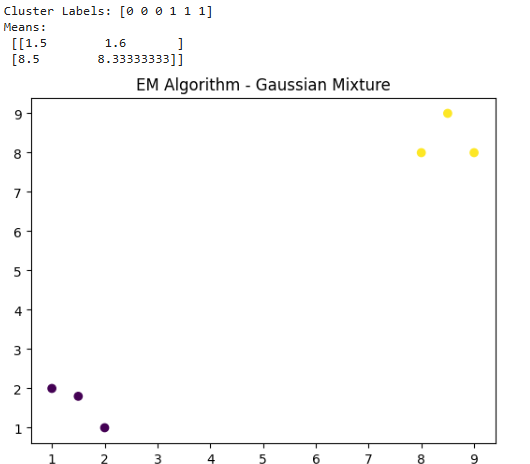 Cluster Labels: [0 0 0 1 1 1]
Means:
[[1.5 1.6 ]
[8.5 8.33333333]]
EM Algorithm - Gaussian Mixture
9
8
7
6
5
4
3
2
1
1 2 3 4 5 6 7 8 9